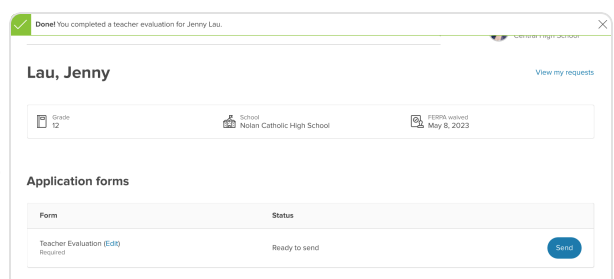 Done! You completed a teacher evaluation for Jenny Lau.
Central High School
Lau, Jenny
View my requests
Grade
12
School
Nolan Catholic High School
FERPA waived
May 8, 2023
Application forms
Form Status
Teacher Evaluation (Edit)
Required
Ready to send
Send